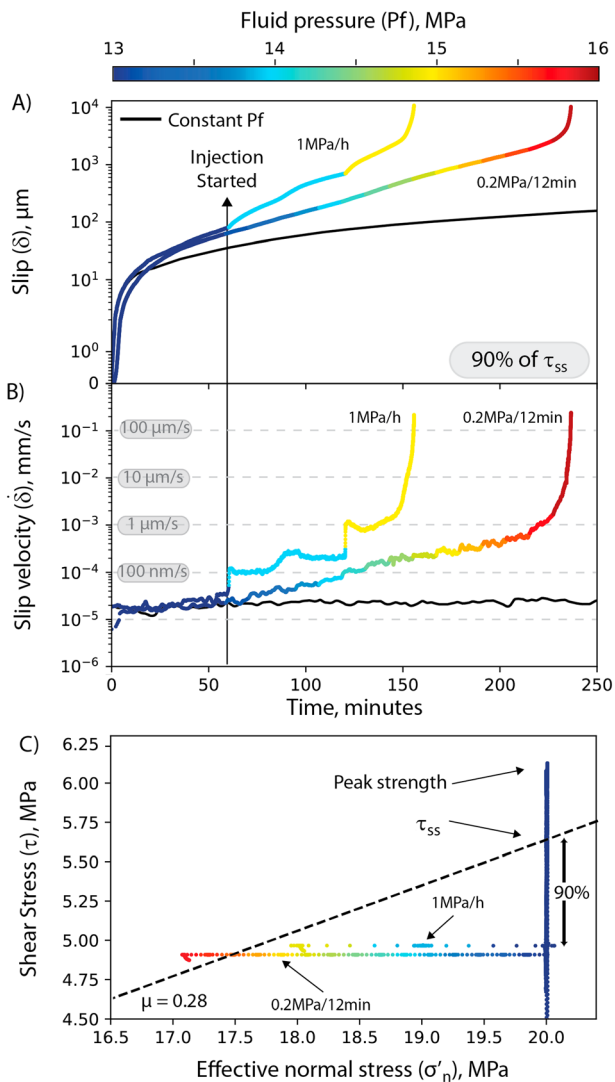 Fluid pressure (Pf), MPa
13 14 15 16
A)
Slip (δ), μm
10⁴
10³
10²
10¹
10⁰
0
Constant Pf
Injection
Started
1MPa/h
0.2MPa/12min
90% of τss
B)
Slip velocity (δ̇), mm/s
10⁻¹
10⁻²
10⁻³
10⁻⁴
10⁻⁵
10⁻⁶
100 μm/s
10 μm/s
1 μm/s
100 nm/s
1MPa/h
0.2MPa/12min
0 50 100 150 200 250
Time, minutes
C)
Shear Stress (τ), MPa
6.25
6.00
5.75
5.50
5.25
5.00
4.75
4.50
Peak strength
τss
90%
1MPa/h
0.2MPa/12min
μ = 0.28
16.5 17.0 17.5 18.0 18.5 19.0 19.5 20.0
Effective normal stress (σ'n), MPa